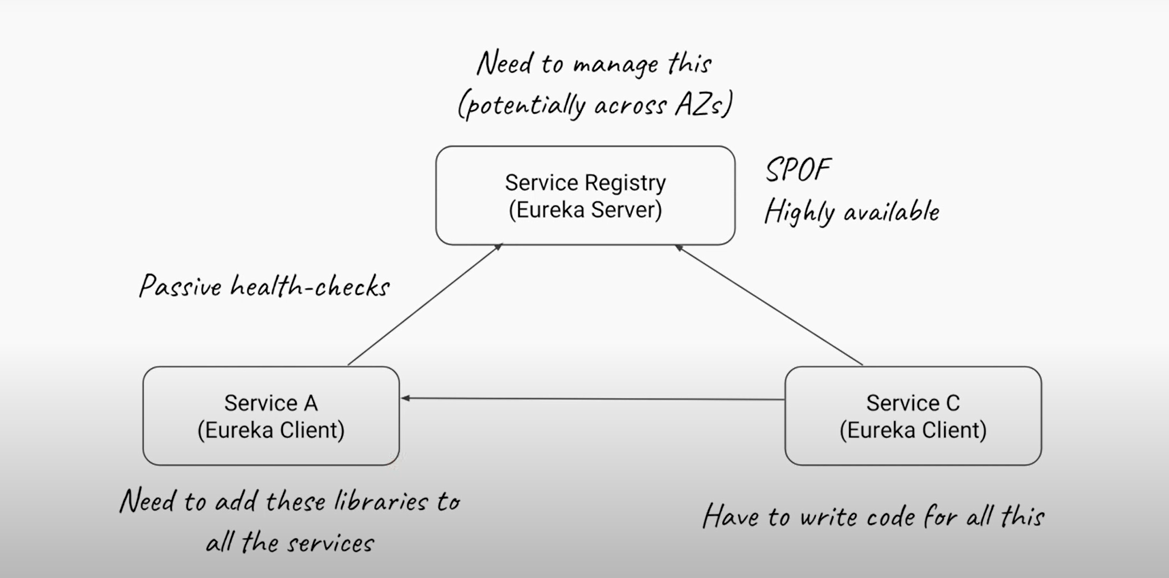 Need to manage this
(potentially across AZs)
Service Registry
(Eureka Server)
SPOF
Highly available
Passive health-checks
Service A
(Eureka Client)
Service C
(Eureka Client)
Need to add these libraries to
all the services
Have to write code for all this